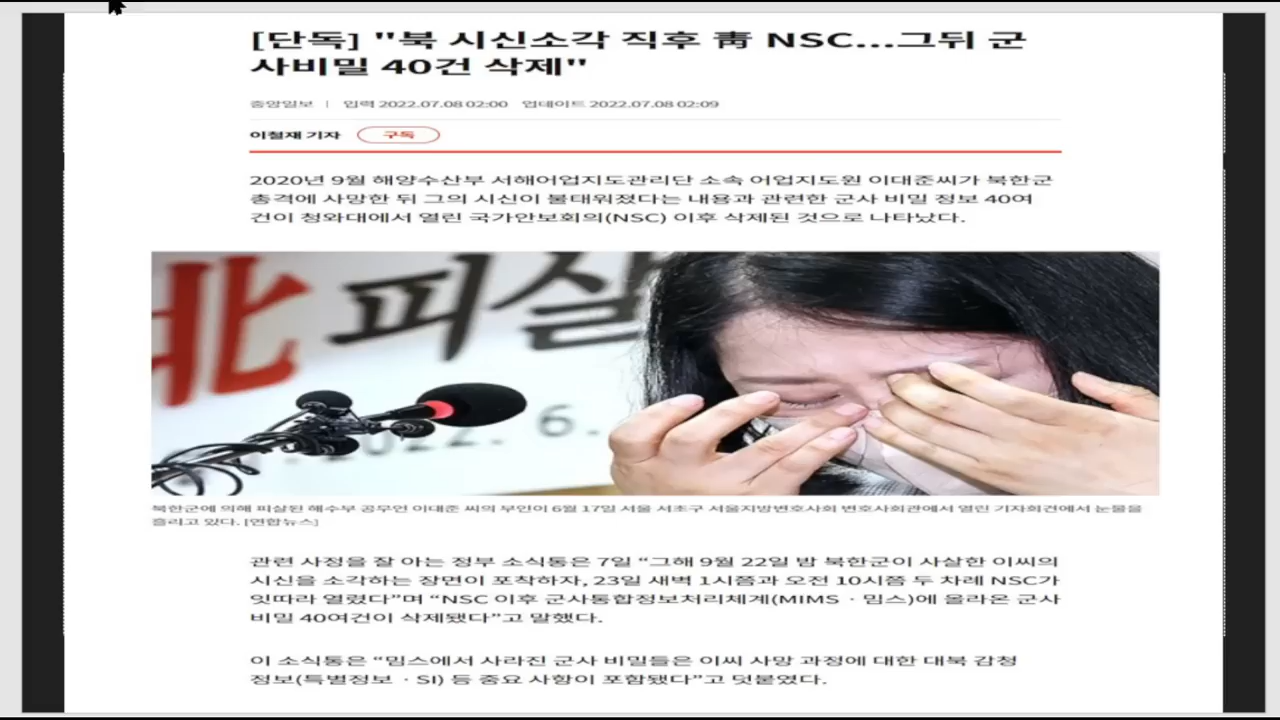 [단독] "북 시신소각 직후 靑 NSC...그뒤 군
사비밀 40건 삭제"
중앙일보 | 입력 2022.07.08 02:00 업데이트 2022.07.08 02:09
이철재 기자 구독
2020년 9월 해양수산부 서해어업지도관리단 소속 어업지도원 이대준씨가 북한군
총격에 사망한 뒤 그의 시신이 불태워졌다는 내용과 관련한 군사 비밀 정보 40여
건이 청와대에서 열린 국가안보회의(NSC) 이후 삭제된 것으로 나타났다.
北 피살
2022. 6.
북한군에 의해 피살된 해수부 공무원 이대준 씨의 부인이 6월 17일 서울 서초구 서울지방변호사회 변호사회관에서 열린 기자회견에서 눈물을
흘리고 있다. [연합뉴스]
관련 사정을 잘 아는 정부 소식통은 7일 “그해 9월 22일 밤 북한군이 사살한 이씨의
시신을 소각하는 장면이 포착하자, 23일 새벽 1시쯤과 오전 10시쯤 두 차례 NSC가
잇따라 열렸다”며 “NSC 이후 군사통합정보처리체계(MIMS · 밈스)에 올라온 군사
비밀 40여건이 삭제됐다”고 말했다.
이 소식통은 “밈스에서 사라진 군사 비밀들은 이씨 사망 과정에 대한 대북 감청
정보(특별정보 · SI) 등 중요 사항이 포함됐다”고 덧붙였다.